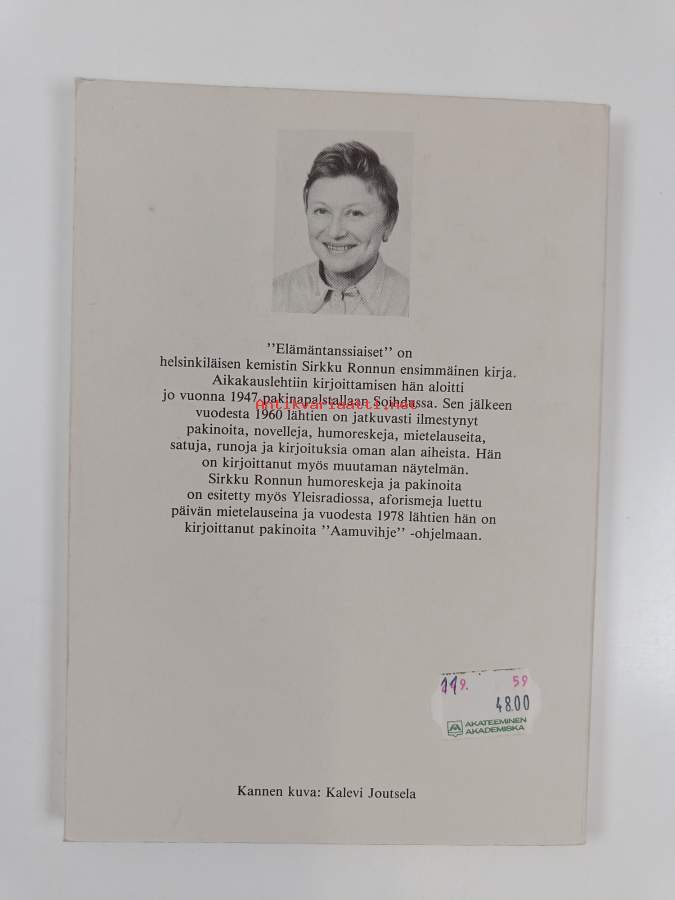 "Elämäntanssiaiset" on
helsinkiläisen kemistin Sirkku Ronnun ensimmäinen kirja.
Aikakauslehtiin kirjoittamisen hän aloitti
jo vuonna 1947 pakinapalstallaan Soihdussa. Sen jälkeen
Antikvariaatti.net
vuodesta 1960 lähtien on jatkuvasti ilmestynyt
pakinoita, novelleja, humoreskeja, mietelauseita,
satuja, runoja ja kirjoituksia oman alan aiheista. Hän
on kirjoittanut myös muutaman näytelmän.
Sirkku Ronnun humoreskeja ja pakinoita
on esitetty myös Yleisradiossa, aforismeja luettu
päivän mietelauseina ja vuodesta 1978 lähtien hän on
kirjoittanut pakinoita "Aamuvihje" -ohjelmaan.
119. 59
48.00
AKATEEMINEN
AKADEMISKA
Kannen kuva: Kalevi Joutsela